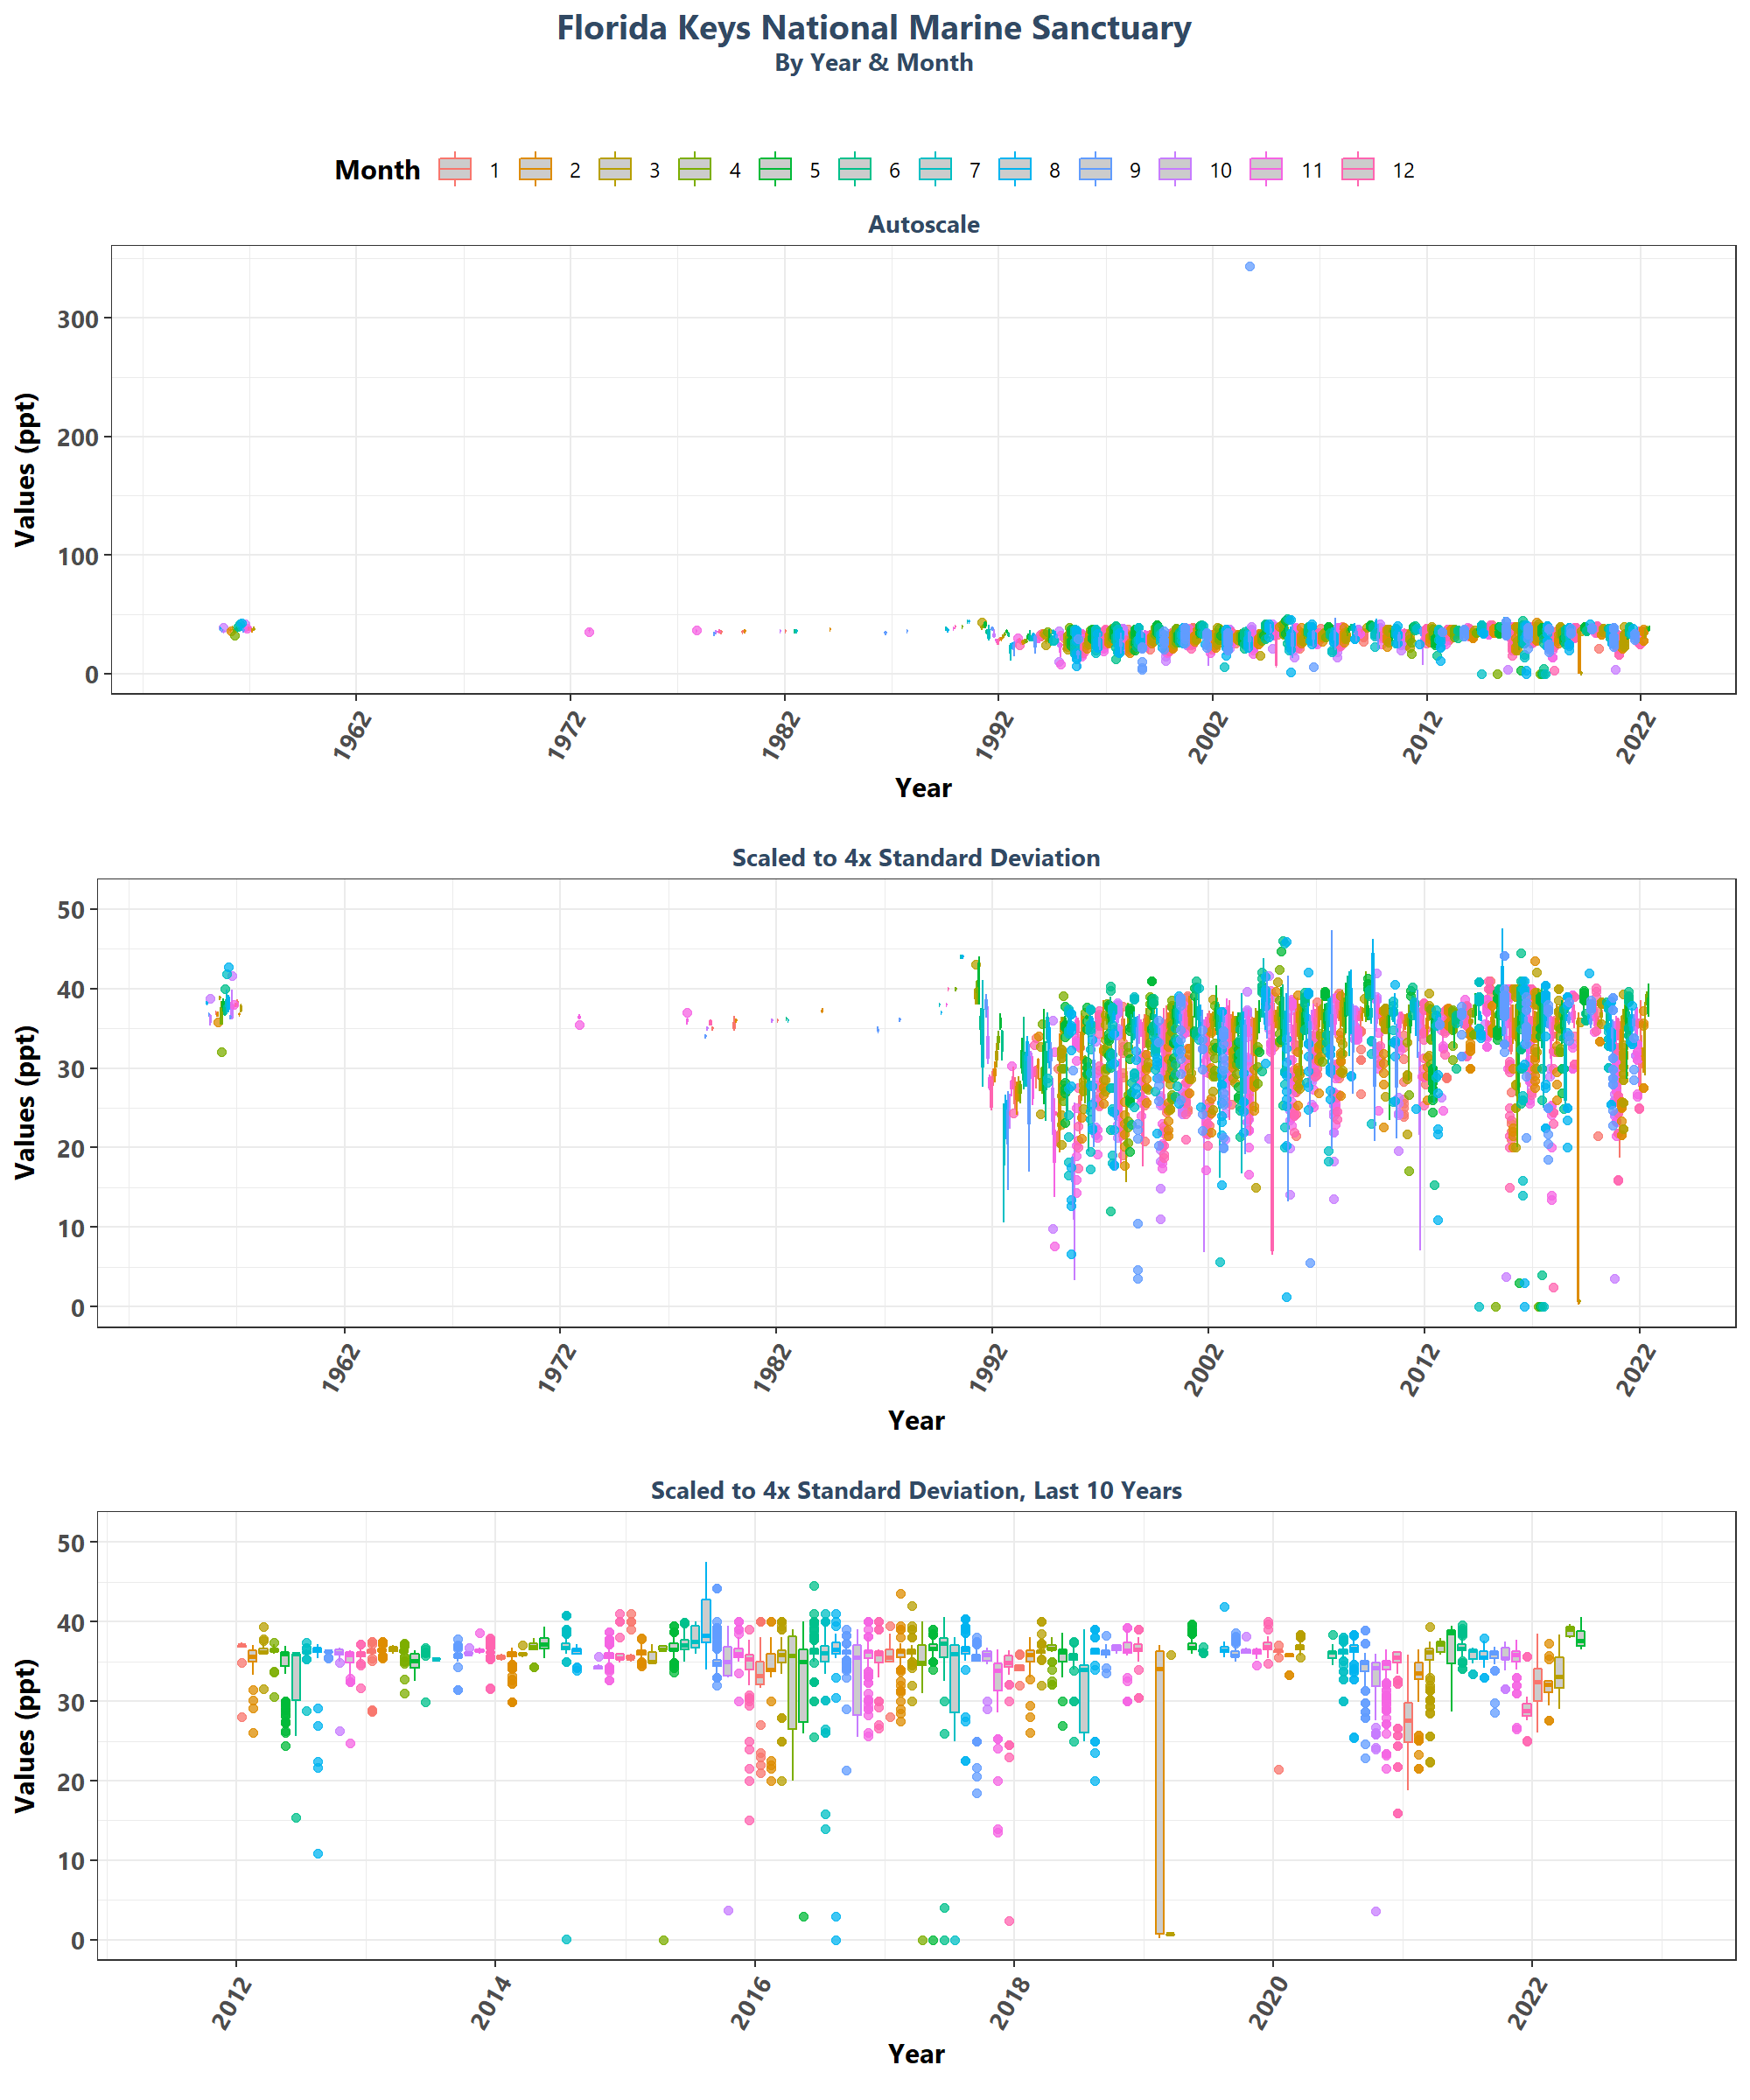 Florida Keys National Marine Sanctuary
By Year & Month
Month 1 2 3 4 5 6 7 8 9 10 11 12
Autoscale
300
200
100
0
Values (ppt)
1962 1972 1982 1992 2002 2012 2022
Year
Scaled to 4x Standard Deviation
50
40
30
20
10
0
Values (ppt)
1962 1972 1982 1992 2002 2012 2022
Year
Scaled to 4x Standard Deviation, Last 10 Years
50
40
30
20
10
0
Values (ppt)
2012 2014 2016 2018 2020 2022
Year